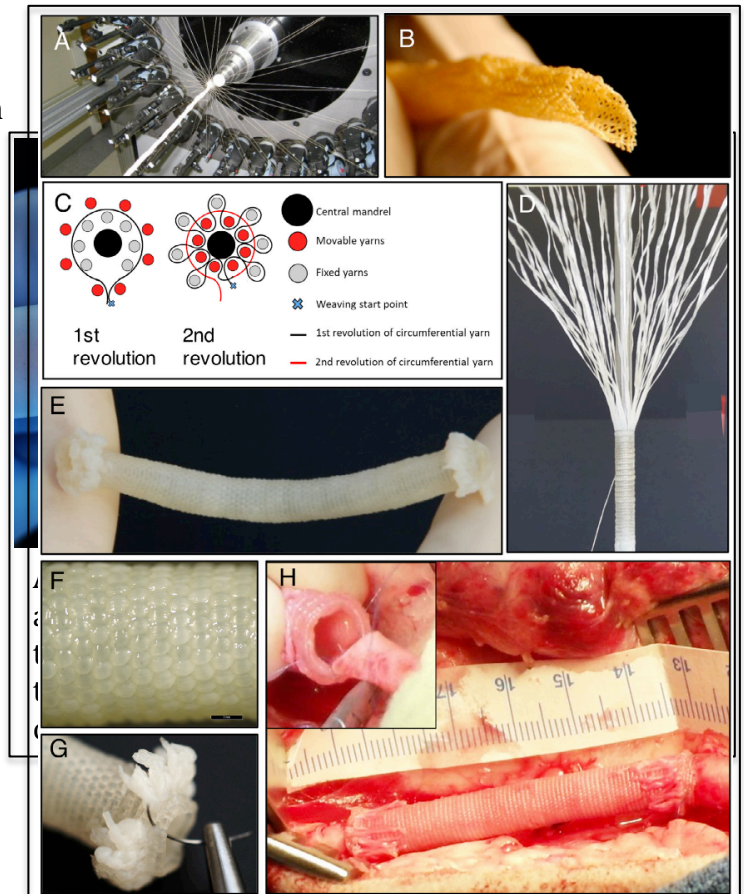 A
B
C
Central mandrel
Movable yarns
Fixed yarns
Weaving start point
1st revolution of circumferential yarn
2nd revolution of circumferential yarn
1st
revolution
2nd
revolution
D
E
F
G
H
17 16 15 14 13